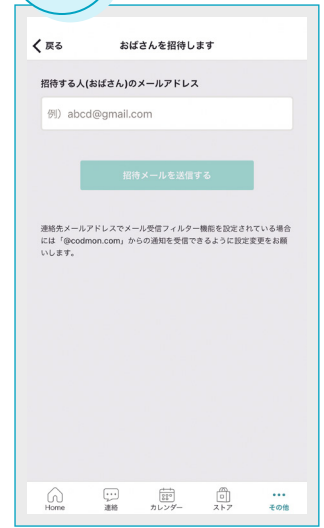 戻る
おばさんを招待します
招待する人(おばさん)のメールアドレス
例）abcd@gmail.com
招待メールを送信する
連絡先メールアドレスでメール受信フィルター機能を設定されている場合
には「@codmon.com」からの通知を受信できるように設定変更をお願
いします。
Home
連絡
カレンダー
ストア
その他